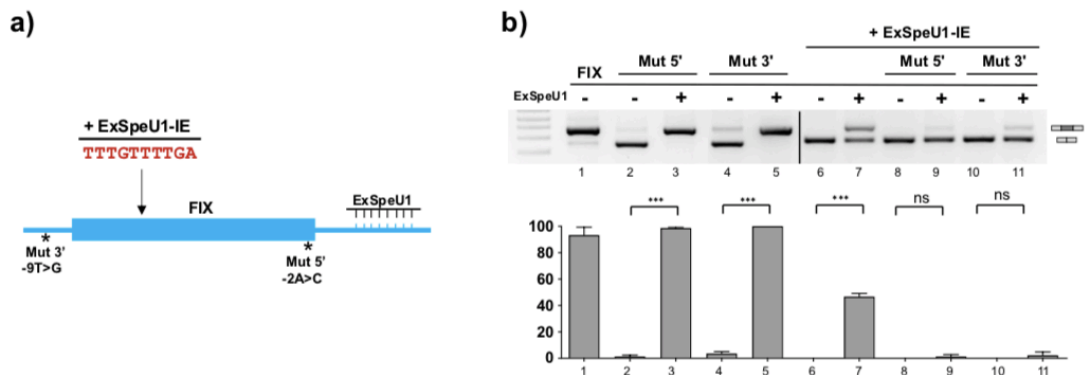 a)
+ ExSpeU1-IE
TTTGTTTTGA
FIX
ExSpeU1
*
Mut 3'
-9T>G
*
Mut 5'
-2A>C
b)
+ ExSpeU1-IE
FIX Mut 5' Mut 3' Mut 5' Mut 3'
ExSpeU1 - - + - + - + - + - +
1 2 3 4 5 6 7 8 9 10 11
*** *** *** ns ns
100
80
60
40
20
0
1 2 3 4 5 6 7 8 9 10 11